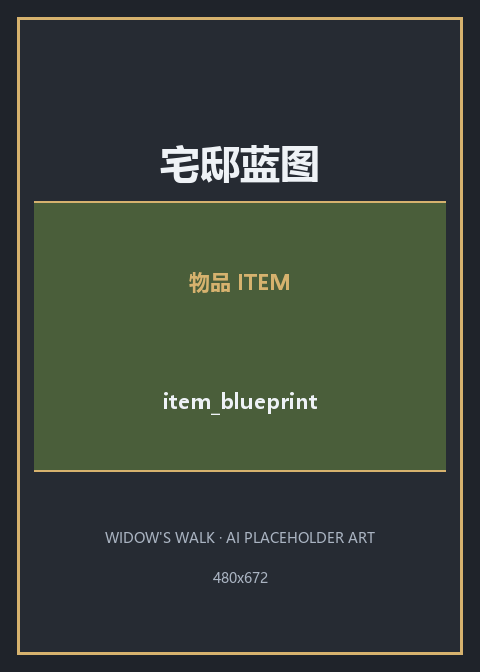 宅邸蓝图
物品 ITEM
item_blueprint
WIDOW'S WALK · AI PLACEHOLDER ART
480x672